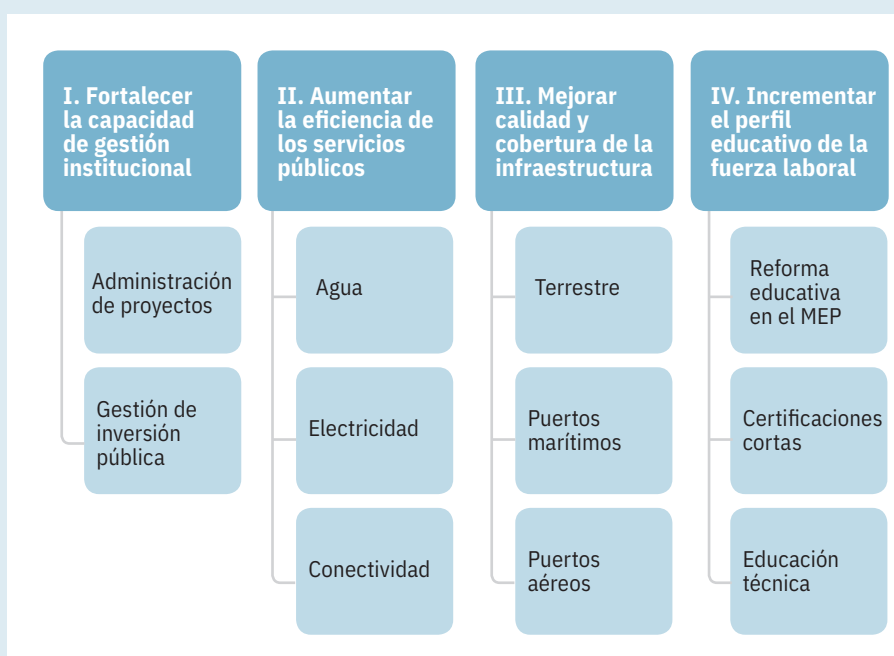 I. Fortalecer
la capacidad
de gestión
institucional
Administración
de proyectos
Gestión de
inversión
pública
II. Aumentar
la eficiencia de
los servicios
públicos
Agua
Electricidad
Conectividad
III. Mejorar
calidad y
cobertura de la
infraestructura
Terrestre
Puertos
marítimos
Puertos
aéreos
IV. Incrementar
el perfil
educativo de la
fuerza laboral
Reforma
educativa
en el MEP
Certificaciones
cortas
Educación
técnica